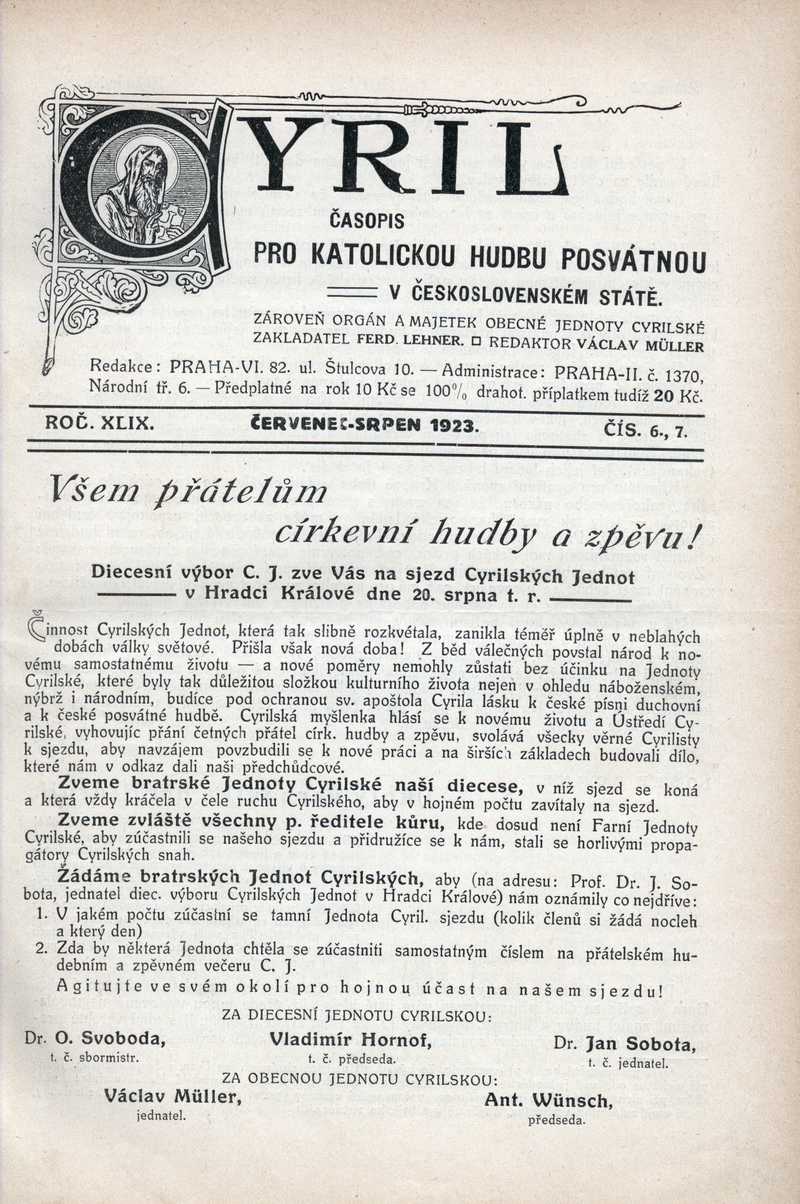 CYRIL
ČASOPIS
PRO KATOLICKOU HUDBU POSVÁTNOU
V ČESKOSLOVENSKÉM STÁTĚ.
ZÁROVEŇ ORGÁN A MAJETEK OBECNÉ JEDNOTY CYRILSKÉ
ZAKLADATEL FERD. LEHNER. □ REDAKTOR VÁCLAV MÜLLER
Redakce: PRAHA-VI. 82. ul. Štulcova 10. — Administrace: PRAHA-II. č. 1370,
Národní tř. 6. — Předplatné na rok 10 Kč se 100% drahot. příplatkem tudíž 20 Kč.
ROČ. XLIX. ČERVENEC-SRPEN 1923. ČÍS. 6., 7.
Všem přátelům
církevní hudby a zpěvu!
Diecesní výbor C. J. zve Vás na sjezd Cyrilských Jednot
v Hradci Králové dne 20. srpna t. r.
Činnost Cyrilských Jednot, která tak slibně rozkvétala, zanikla téměř úplně v neblahých
dobách války světové. Přišla však nová doba! Z běd válečných povstal národ k no-
vému samostatnému životu — a nové poměry nemohly zůstati bez účinku na Jednoty
Cyrilské, které byly tak důležitou složkou kulturního života nejen v ohledu náboženském,
nýbrž i národním, budíce pod ochranou sv. apoštola Cyrila lásku k české písni duchovní
a k české posvátné hudbě. Cyrilská myšlenka hlásí se k novému životu a Ústředí Cy-
rilské, vyhovujíc přání četných přátel círk. hudby a zpěvu, svolává všecky věrné Cyrilisty
k sjezdu, aby navzájem povzbudili se k nové práci a na širších základech budovali dílo,
které nám v odkaz dali naši předchůdcové.
Zveme bratrské Jednoty Cyrilské naší diecese, v níž sjezd se koná
a která vždy kráčela v čele ruchu Cyrilského, aby v hojném počtu zavítaly na sjezd.
Zveme zvláště všechny p. ředitele kůru, kde dosud není Farní Jednoty
Cyrilské, aby zúčastnili se našeho sjezdu a přidružíce se k nám, stali se horlivými propa-
gátory Cyrilských snah.
Žádáme bratrských Jednot Cyrilských, aby (na adresu: Prof. Dr. J. So-
bota, jednatel diec. výboru Cyrilských Jednot v Hradci Králové) nám oznámily co nejdříve:
1. V jakém počtu zúčastní se tamní Jednota Cyril. sjezdu (kolik členů si žádá nocleh
a který den)
2. Zda by některá Jednota chtěla se zúčastniti samostatným číslem na přátelském hu-
debním a zpěvném večeru C. J.
Agitujte ve svém okolí pro hojnou účast na našem sjezdu!
ZA DIECESNÍ JEDNOTU CYRILSKOU:
Dr. O. Svoboda, Vladimír Hornof, Dr. Jan Sobota,
t. č. sbormistr. t. č. předseda. t. č. jednatel.
ZA OBECNOU JEDNOTU CYRILSKOU:
Václav Müller, Ant. Wünsch,
jednatel. předseda.